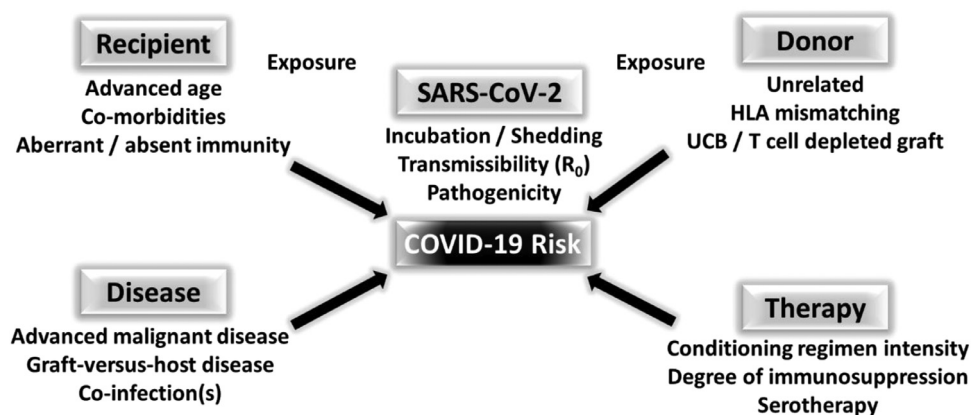 Recipient
Advanced age
Co-morbidities
Aberrant / absent immunity
Exposure
SARS-CoV-2
Incubation / Shedding
Transmissibility (R₀)
Pathogenicity
Exposure
Donor
Unrelated
HLA mismatching
UCB / T cell depleted graft
COVID-19 Risk
Disease
Advanced malignant disease
Graft-versus-host disease
Co-infection(s)
Therapy
Conditioning regimen intensity
Degree of immunosuppression
Serotherapy